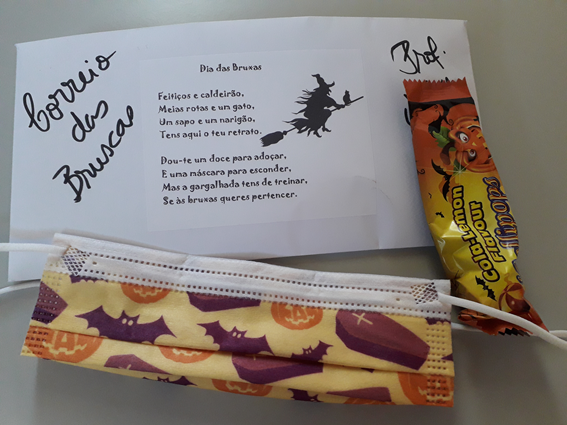 Correio
das
Bruscas
Dia das Bruxas
Feitiços e caldeirão,
Meias rotas e um gato,
Um sapo e um narigão,
Tens aqui o teu retrato.
Dou-te um doce para adoçar,
E uma máscara para esconder,
Mas a gargalhada tens de treinar,
Se às bruxas queres pertencer.
Prof.
Cola-Lemon
Flavour